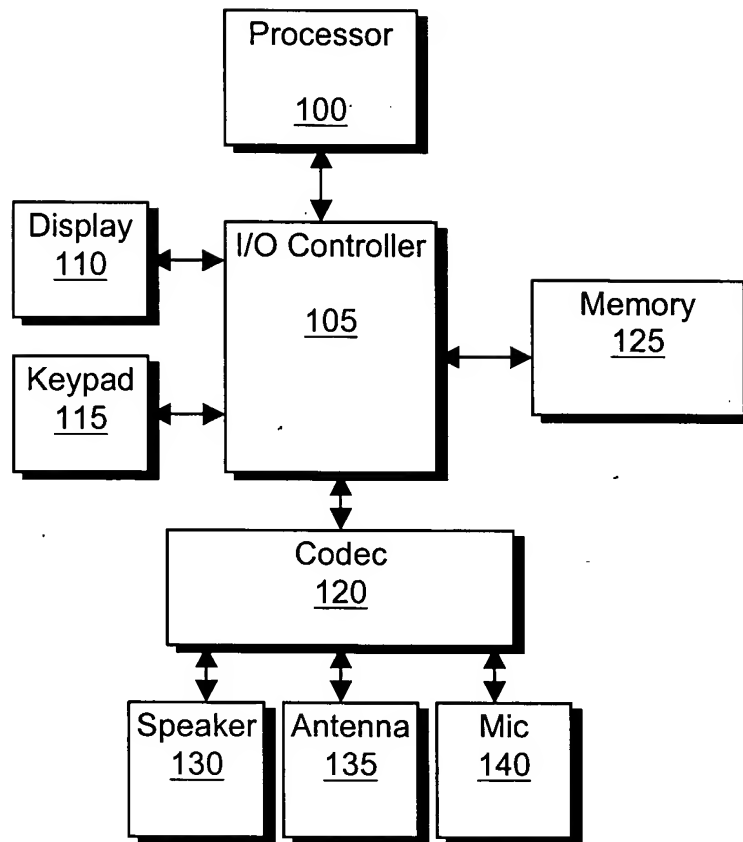 Processor
100
Display
110
I/O Controller
105
Memory
125
Keypad
115
Codec
120
Speaker
130
Antenna
135
Mic
140